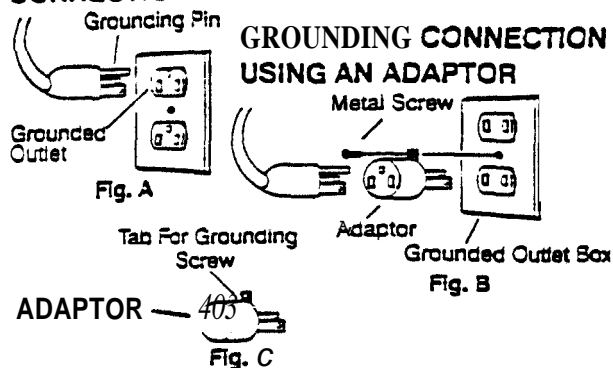 Grounding Pin
Grounded
Outlet
Fig. A
GROUNDING CONNECTION
USING AN ADAPTOR
Metal Screw
Adaptor
Grounded Outlet Box
Fig. B
Tab For Grounding
Screw
ADAPTOR
403
Fig. C